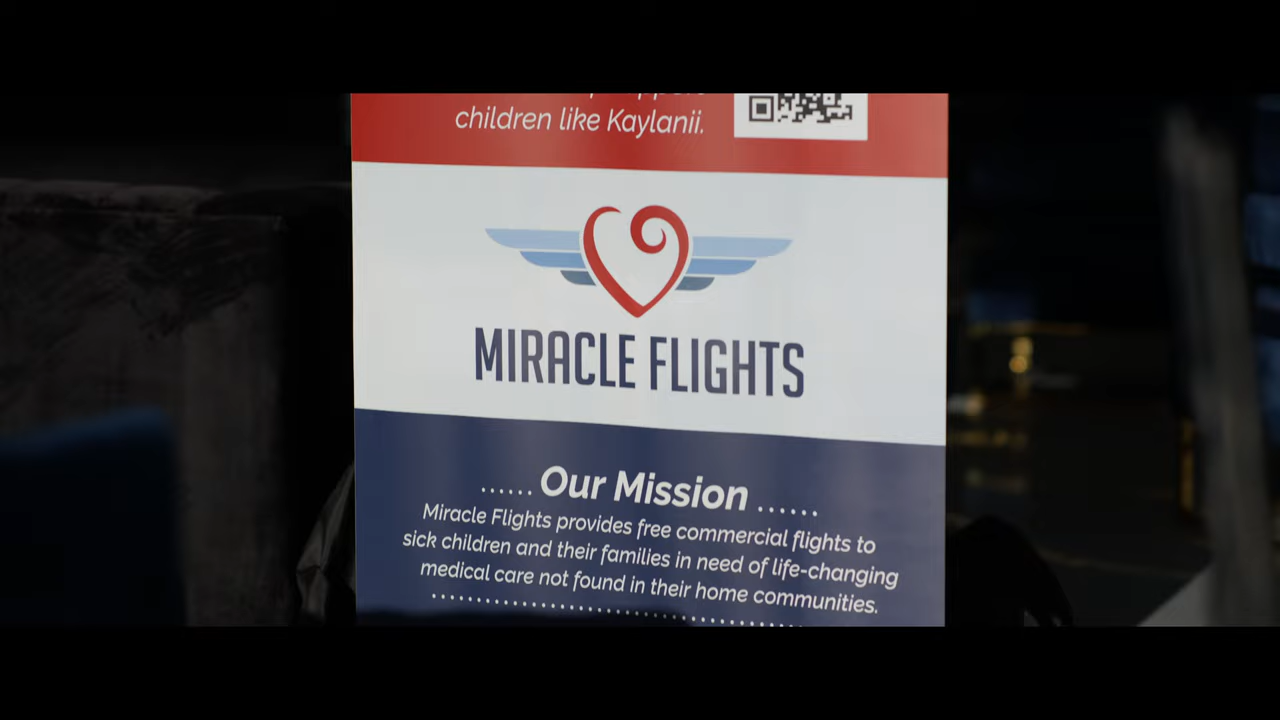 children like Kaylanii.
MIRACLE FLIGHTS
Our Mission
Miracle Flights provides free commercial flights to
sick children and their families in need of life-changing
medical care not found in their home communities.